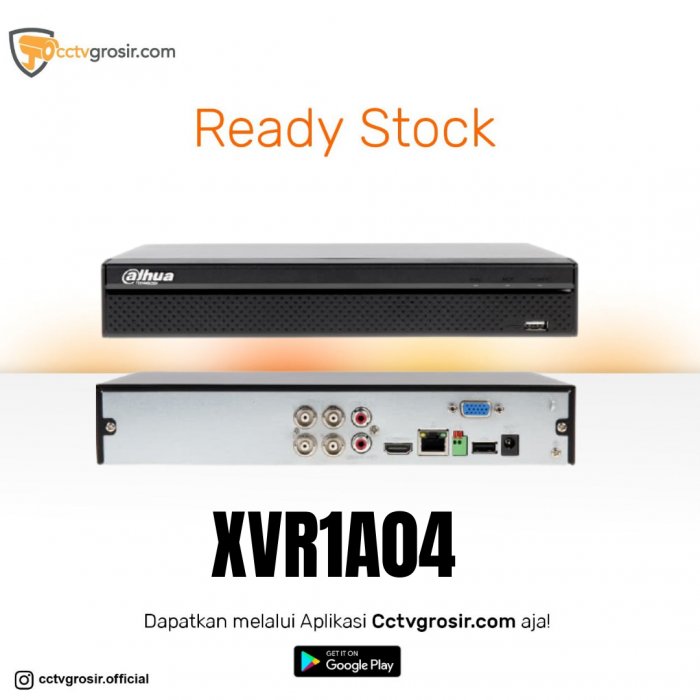 cctvgrosir.com
Ready Stock
alhua
TECHNOLOGY
XVR1A04
Dapatkan melalui Aplikasi Cctvgrosir.com aja!
GET IT ON
Google Play
cctvgrosir.official